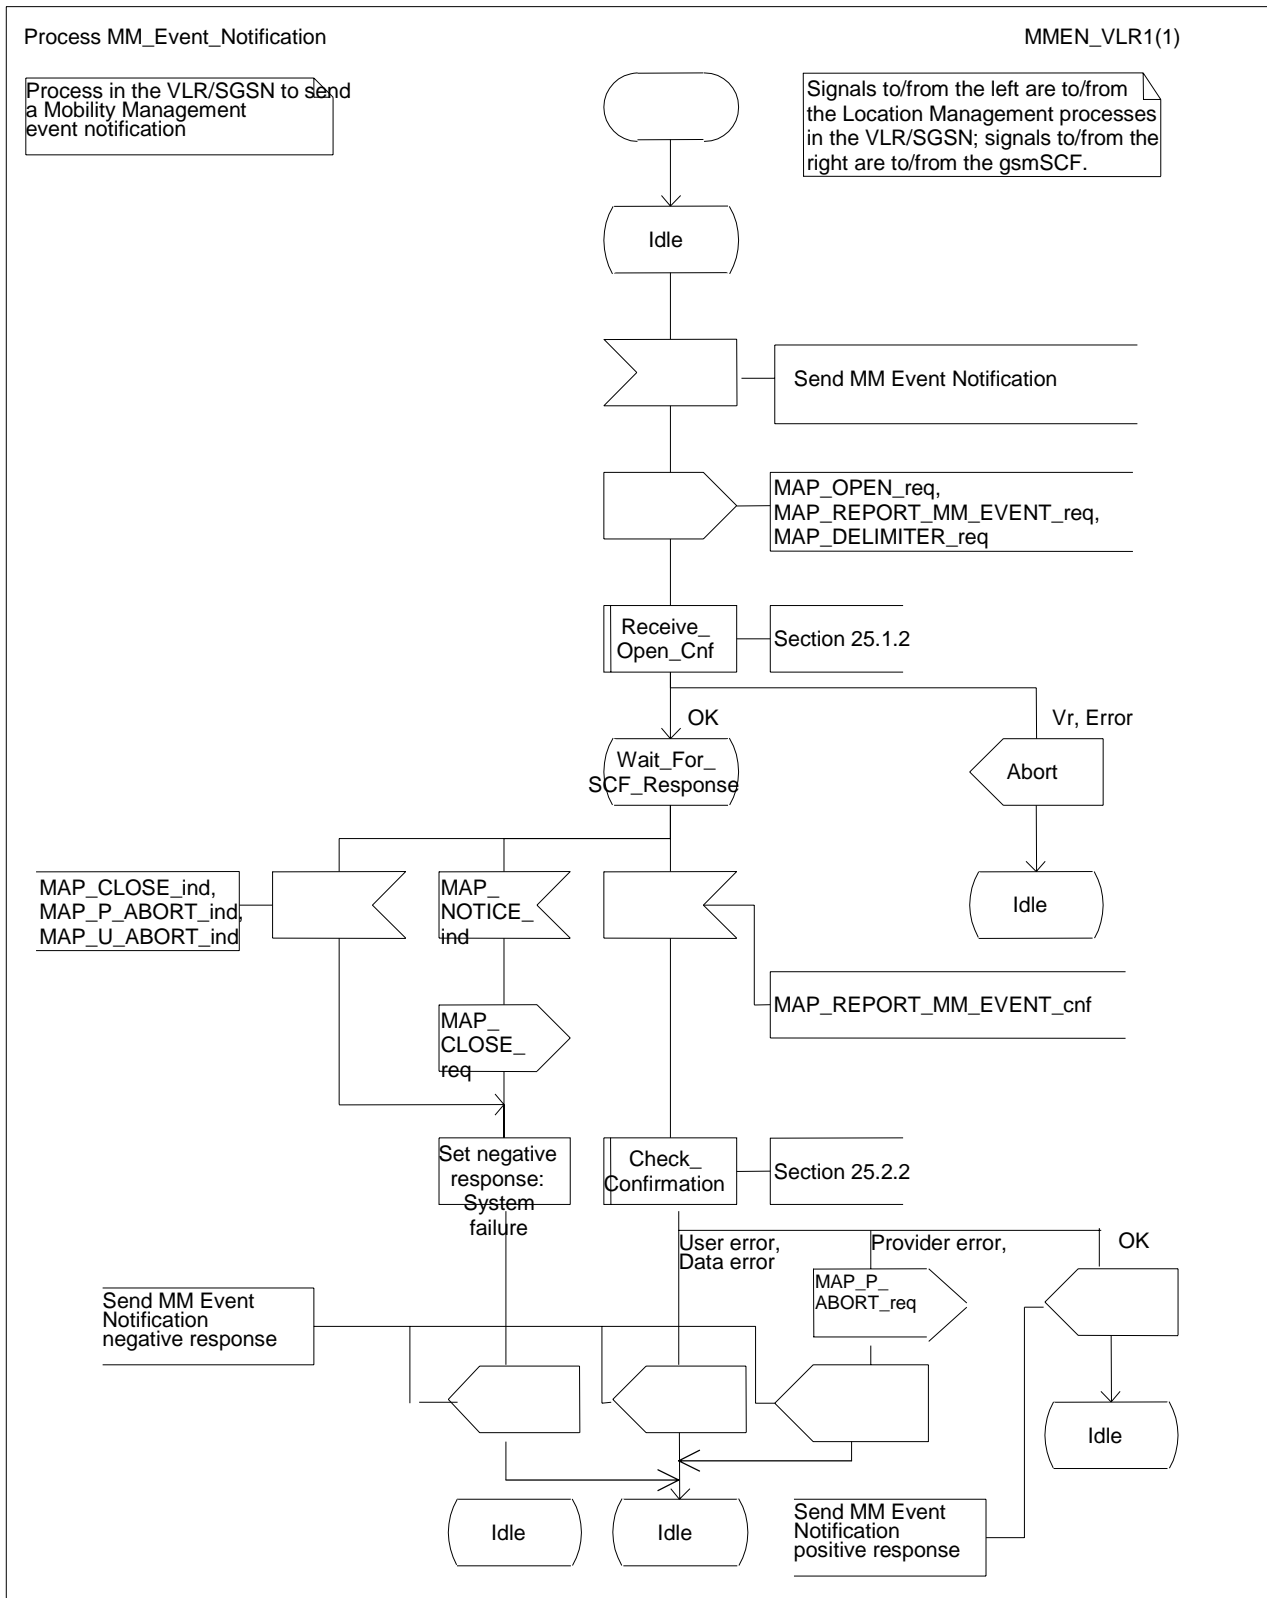 Process MM_Event_Notification
MMEN_VLR1(1)
Process in the VLR/SGSN to send
a Mobility Management
event notification
Signals to/from the left are to/from
the Location Management processes
in the VLR/SGSN; signals to/from the
right are to/from the gsmSCF.
Idle
Send MM Event Notification
MAP_OPEN_req,
MAP_REPORT_MM_EVENT_req,
MAP_DELIMITER_req
Receive_
Open_Cnf
Section 25.1.2
OK
Vr, Error
Wait_For_
SCF_Response
Abort
MAP_CLOSE_ind,
MAP_P_ABORT_ind,
MAP_U_ABORT_ind
MAP_
NOTICE_
ind
Idle
MAP_REPORT_MM_EVENT_cnf
MAP_
CLOSE_
req
Set negative
response:
System
failure
Check_
Confirmation
Section 25.2.2
User error,
Data error
Provider error,
OK
MAP_P_
ABORT_req
Send MM Event
Notification
negative response
Idle
Send MM Event
Notification
positive response
Idle
Idle